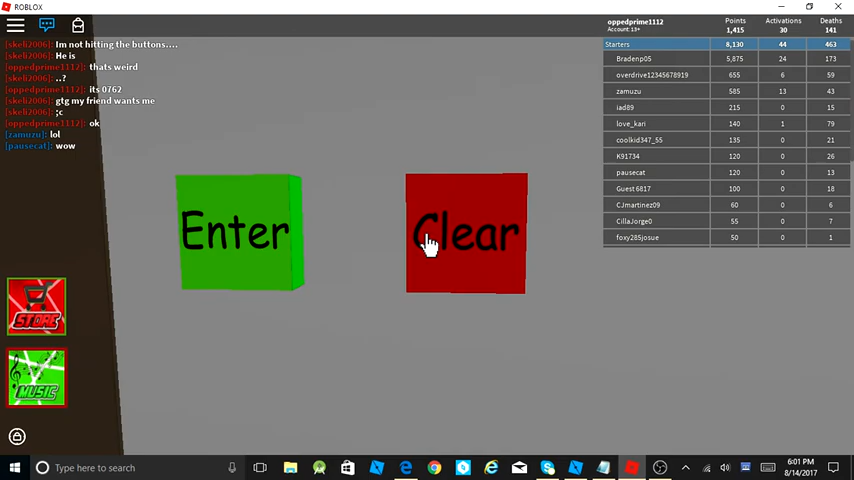 ROBLOX
oppedprime1112
Account: 13+
Points Activations Deaths
1,415 30 141
Starters 8,130 44 463
Bradenp05 5,875 24 173
overdrive12345678919 655 6 59
zamuzu 585 13 43
iad89 215 0 15
love_kari 140 1 79
coolkid347_55 135 0 21
K91734 120 0 26
pausecat 120 0 13
Guest 6817 100 0 18
CJmartinez09 60 0 6
CillaJorge0 55 0 7
foxy285josue 50 0 1
[skeli2006]: Im not hitting the buttons....
[skeli2006]: He is
[oppedprime1112]: thats weird
[skeli2006]: ..?
[oppedprime1112]: its 0762
[skeli2006]: gtg my friend wants me
[skeli2006]: ;c
[oppedprime1112]: ok
[zamuzu]: lol
[pausecat]: wow
Enter
Clear
STORE
MUSIC
Type here to search
6:01 PM
8/14/2017